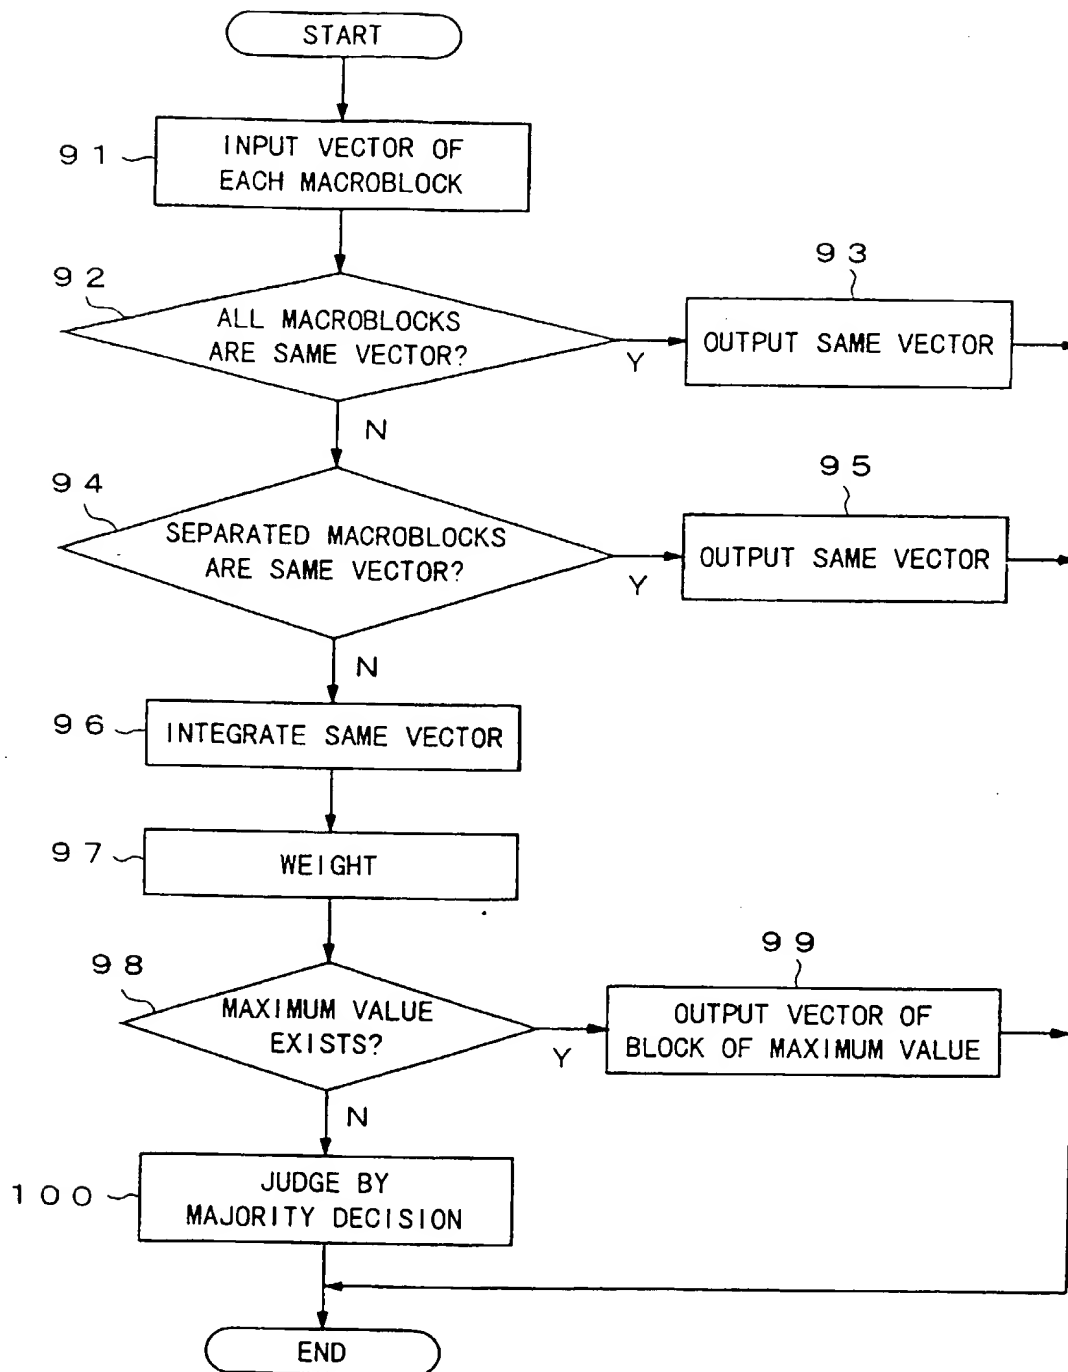 START
91
INPUT VECTOR OF
EACH MACROBLOCK
92
ALL MACROBLOCKS
ARE SAME VECTOR?
Y
93
OUTPUT SAME VECTOR
N
94
SEPARATED MACROBLOCKS
ARE SAME VECTOR?
Y
95
OUTPUT SAME VECTOR
N
96
INTEGRATE SAME VECTOR
97
WEIGHT
98
MAXIMUM VALUE
EXISTS?
Y
99
OUTPUT VECTOR OF
BLOCK OF MAXIMUM VALUE
N
100
JUDGE BY
MAJORITY DECISION
END